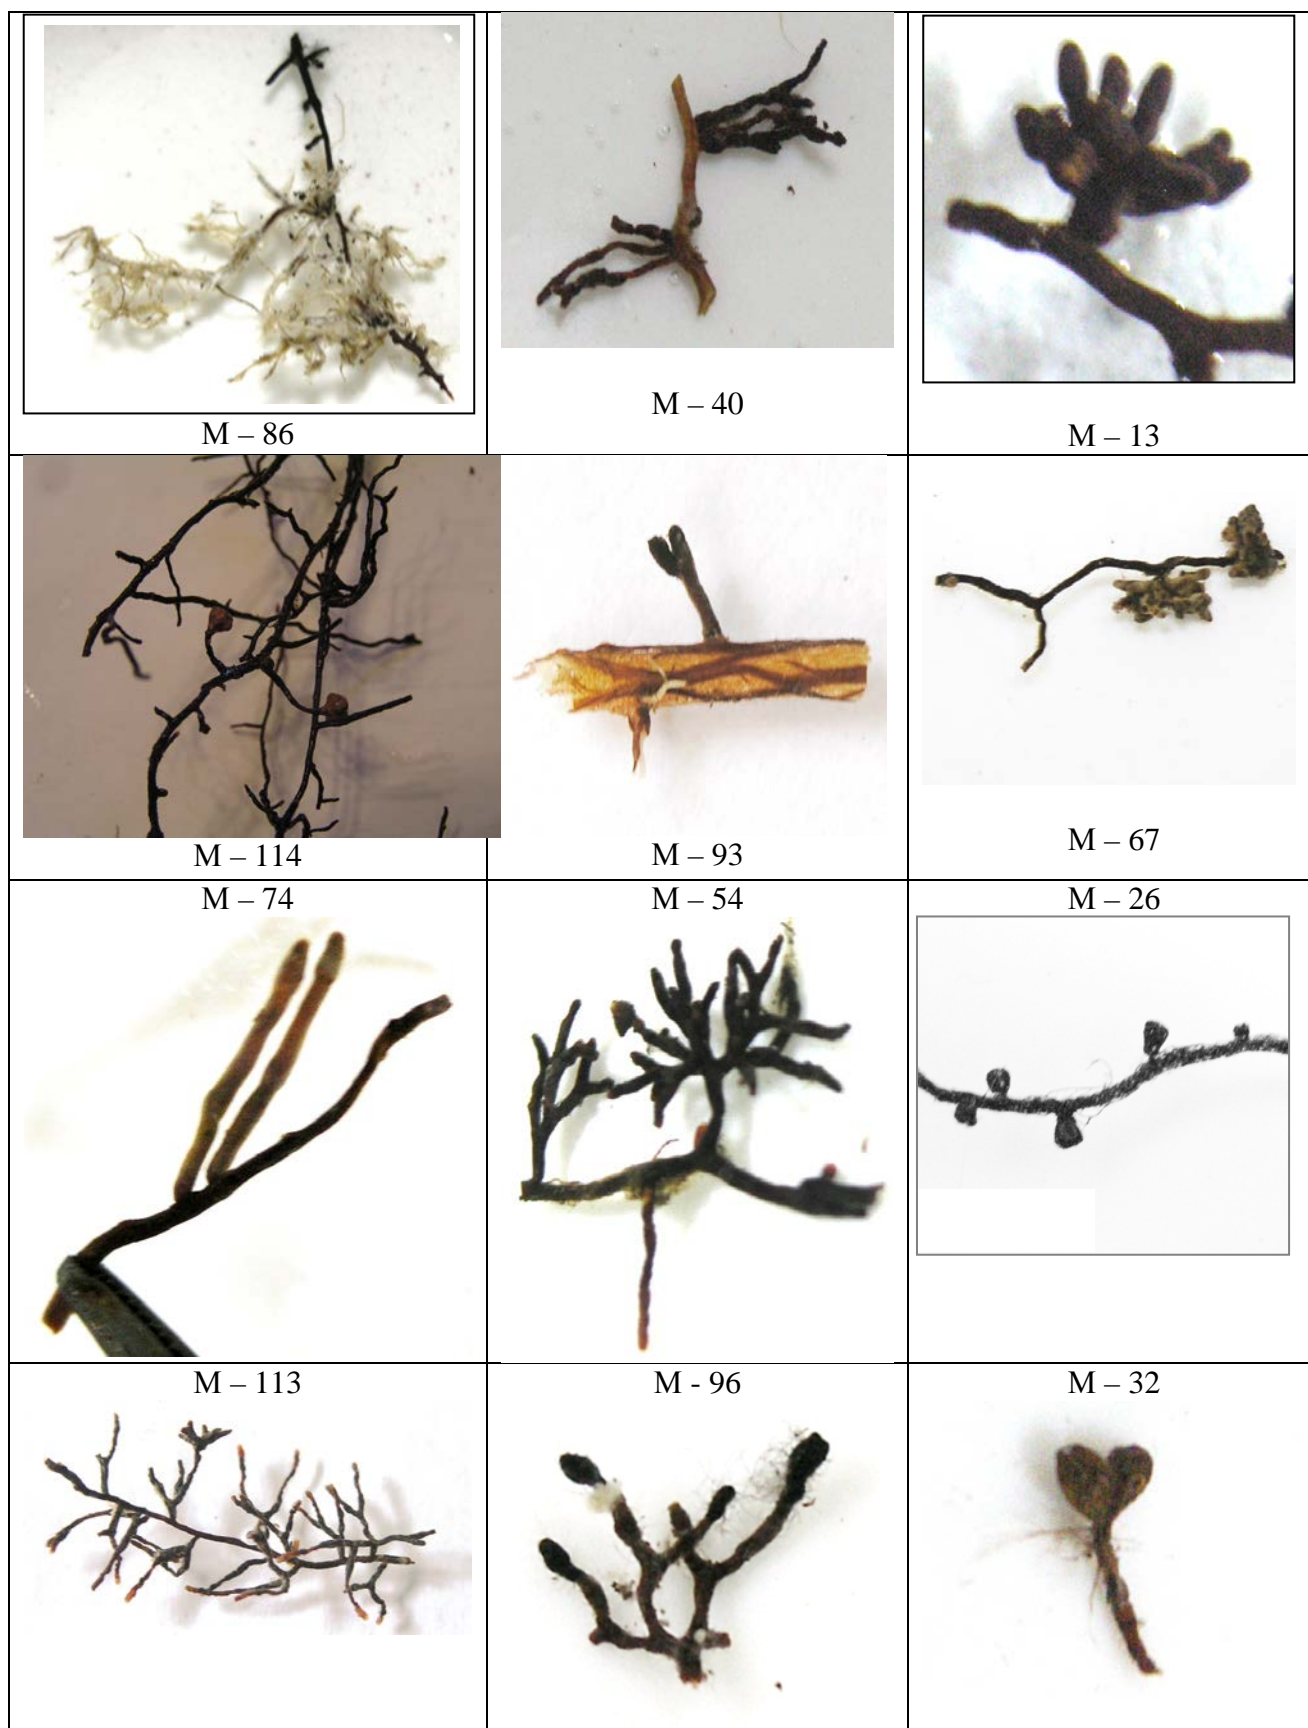 M – 86
M – 40
M – 13
M – 114
M – 93
M – 67
M – 74
M – 54
M – 26
M – 113
M - 96
M – 32